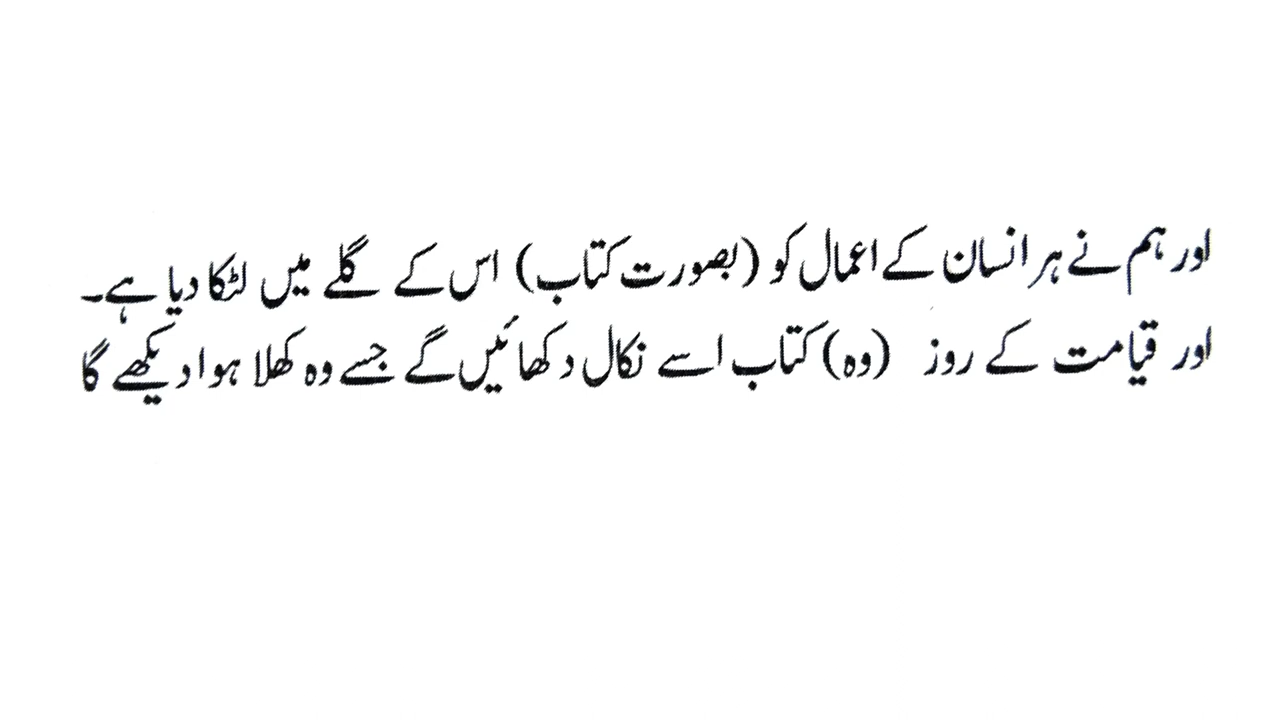 اور ہم نے ہر انسان کے اعمال کو (بصورت کتاب) اس کے گلے میں لٹکا دیا ہے۔
اور قیامت کے روز (وہ) کتاب اسے نکال دکھائیں گے جسے وہ کھلا ہوا دیکھے گا